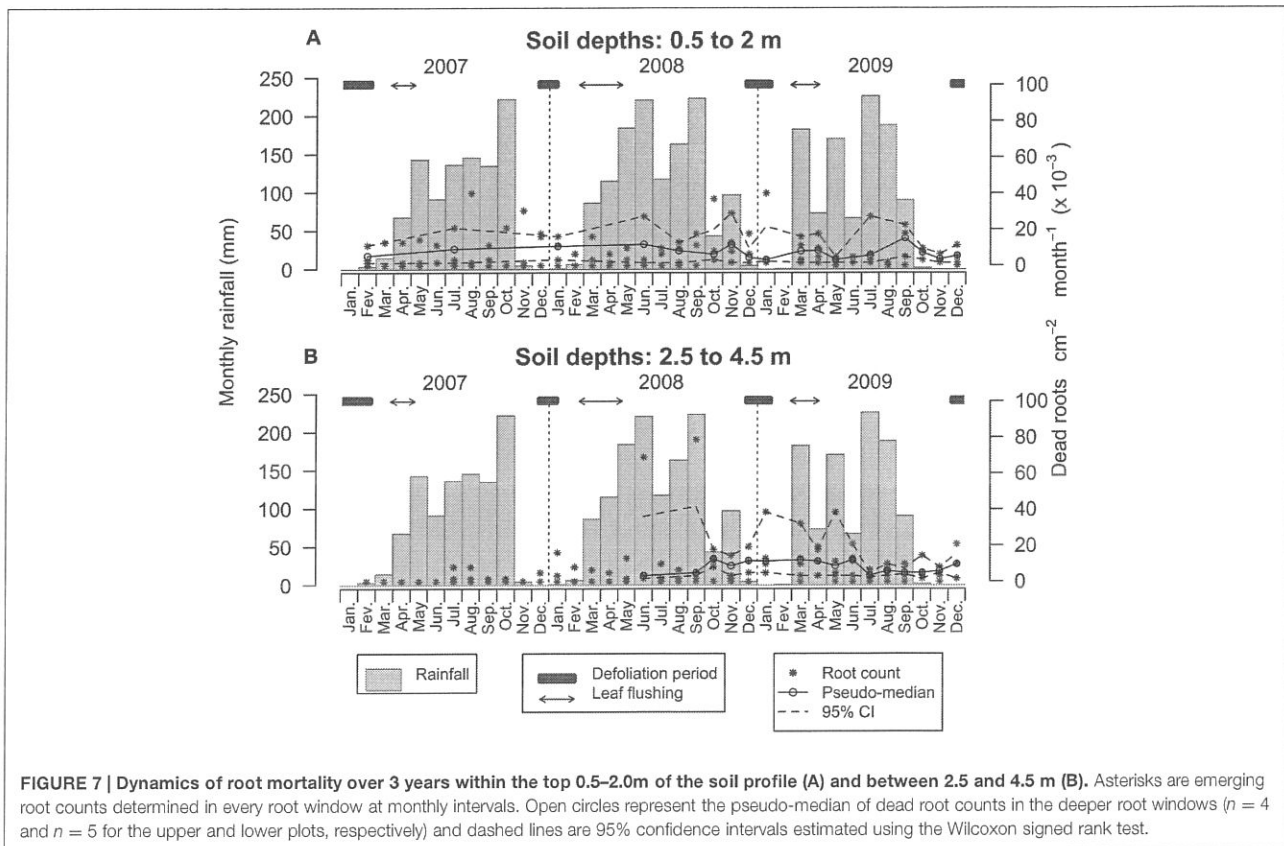 A
Soil depths: 0.5 to 2 m
2007
2008
2009
250
200
150
100
50
0
100
80
60
40
20
0
Jan.
Fev.
Mar.
Apr.
May
Jun.
Jul.
Aug.
Sep.
Oct.
Nov.
Dec.
Jan.
Fev.
Mar.
Apr.
May
Jun.
Jul.
Aug.
Sep.
Oct.
Nov.
Dec.
Jan.
Fev.
Mar.
Apr.
May
Jun.
Jul.
Aug.
Sep.
Oct.
Nov.
Dec.
Monthly rainfall (mm)
Dead roots cm⁻² month⁻¹ (x 10⁻³)
B
Soil depths: 2.5 to 4.5 m
2007
2008
2009
250
200
150
100
50
0
100
80
60
40
20
0
Jan.
Fev.
Mar.
Apr.
May
Jun.
Jul.
Aug.
Sep.
Oct.
Nov.
Dec.
Jan.
Fev.
Mar.
Apr.
May
Jun.
Jul.
Aug.
Sep.
Oct.
Nov.
Dec.
Jan.
Fev.
Mar.
Apr.
May
Jun.
Jul.
Aug.
Sep.
Oct.
Nov.
Dec.
Rainfall
Defoliation period
Leaf flushing
Root count
Pseudo-median
95% CI
FIGURE 7 | Dynamics of root mortality over 3 years within the top 0.5–2.0m of the soil profile (A) and between 2.5 and 4.5 m (B). Asterisks are emerging
root counts determined in every root window at monthly intervals. Open circles represent the pseudo-median of dead root counts in the deeper root windows (n = 4
and n = 5 for the upper and lower plots, respectively) and dashed lines are 95% confidence intervals estimated using the Wilcoxon signed rank test.